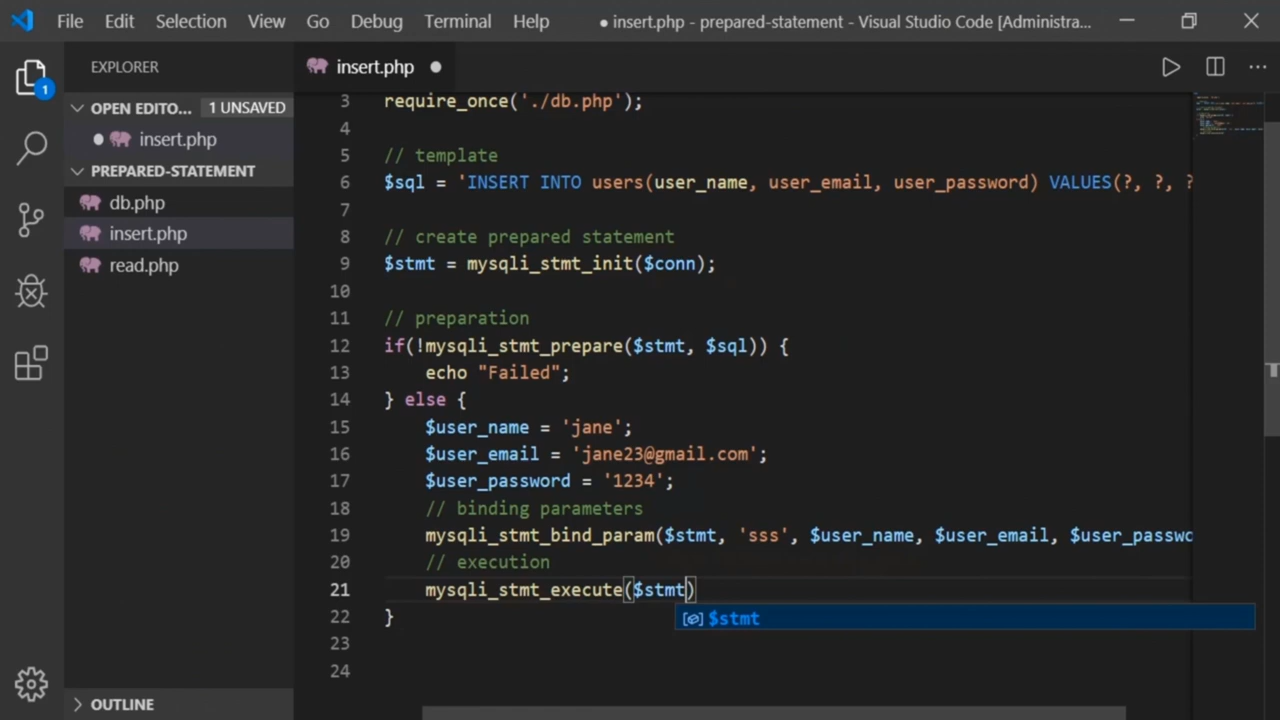 File Edit Selection View Go Debug Terminal Help ● insert.php - prepared-statement - Visual Studio Code [Administra...
EXPLORER
insert.php ●
OPEN EDITO... 1 UNSAVED
● insert.php
PREPARED-STATEMENT
db.php
insert.php
read.php
OUTLINE
1
3 require_once('./db.php');
4
5 // template
6 $sql = 'INSERT INTO users(user_name, user_email, user_password) VALUES(?, ?, ?
7
8 // create prepared statement
9 $stmt = mysqli_stmt_init($conn);
10
11 // preparation
12 if(!mysqli_stmt_prepare($stmt, $sql)) {
13 echo "Failed";
14 } else {
15 $user_name = 'jane';
16 $user_email = 'jane23@gmail.com';
17 $user_password = '1234';
18 // binding parameters
19 mysqli_stmt_bind_param($stmt, 'sss', $user_name, $user_email, $user_passwo
20 // execution
21 mysqli_stmt_execute($stmt)
$stmt
22 }
23
24